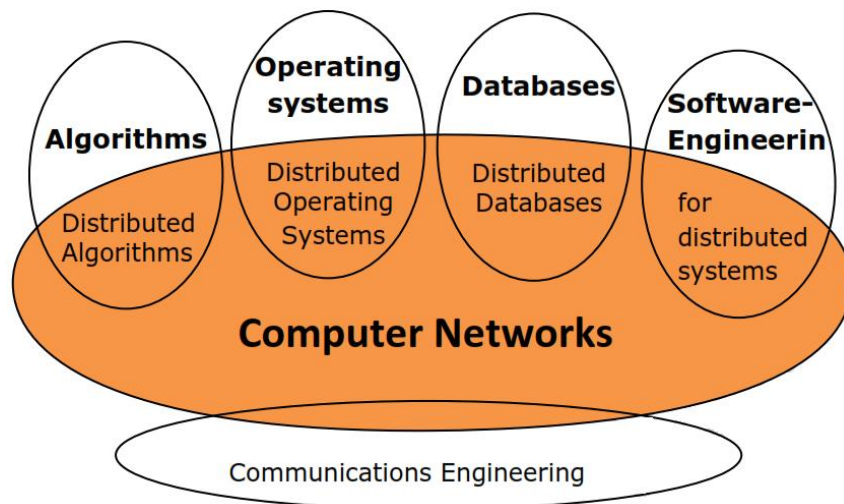 Algorithms
Distributed
Algorithms
Operating
systems
Distributed
Operating
Systems
Databases
Distributed
Databases
Software-
Engineerin
for
distributed
systems
Computer Networks
Communications Engineering